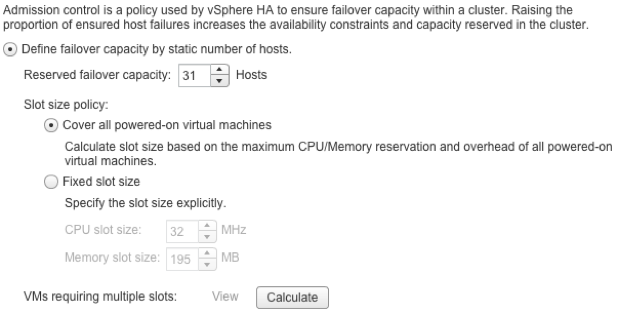 Admission control is a policy used by vSphere HA to ensure failover capacity within a cluster. Raising the
proportion of ensured host failures increases the availability constraints and capacity reserved in the cluster.
Define failover capacity by static number of hosts.
Reserved failover capacity: 31 Hosts
Slot size policy:
Cover all powered-on virtual machines
Calculate slot size based on the maximum CPU/Memory reservation and overhead of all powered-on
virtual machines.
Fixed slot size
Specify the slot size explicitly.
CPU slot size: 32 MHz
Memory slot size: 195 MB
VMs requiring multiple slots: View Calculate